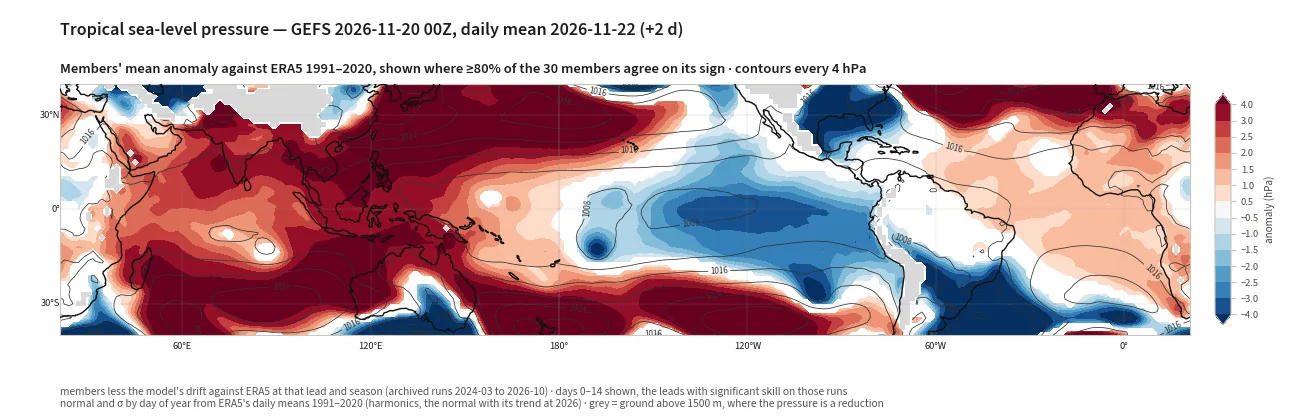 Tropical sea-level pressure — GEFS 2026-11-20 00Z, daily mean 2026-11-22 (+2 d)
Members' mean anomaly against ERA5 1991–2020, shown where ≥80% of the 30 members agree on its sign · contours every 4 hPa
30°N
0°
30°S
60°E
120°E
180°
120°W
60°W
0°
1016
1016
1016
1016
1016
1008
1008
1016
1016
1016
1016
1016
4.0
3.0
2.5
2.0
1.5
1.0
0.5
−0.5
−1.0
−1.5
−2.0
−2.5
−3.0
−4.0
anomaly (hPa)
members less the model's drift against ERA5 at that lead and season (archived runs 2024-03 to 2026-10) · days 0–14 shown, the leads with significant skill on those runs
normal and σ by day of year from ERA5's daily means 1991–2020 (harmonics, the normal with its trend at 2026) · grey = ground above 1500 m, where the pressure is a reduction